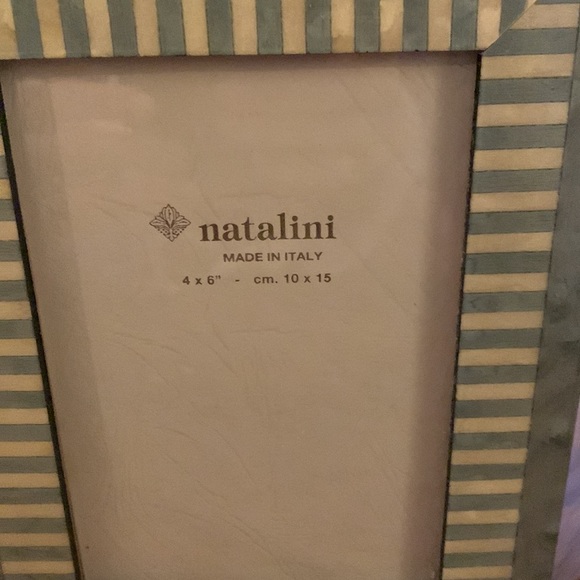 natalini
MADE IN ITALY
4 x 6" - cm. 10 x 15